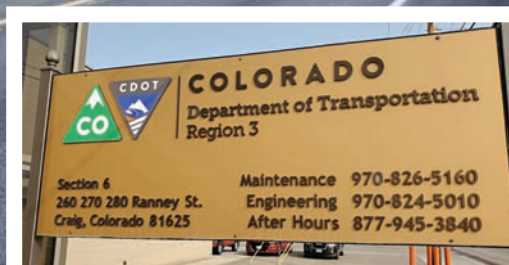 CO
CDOT
COLORADO
Department of Transportation
Region 3
Section 6
260 270 280 Ranney St.
Craig, Colorado 81625
Maintenance 970-826-5160
Engineering 970-824-5010
After Hours 877-945-3840